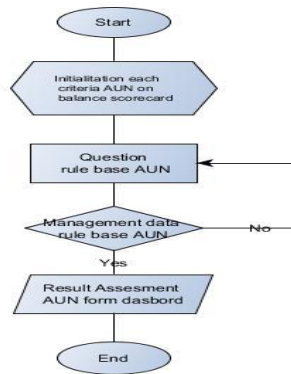 Start
Initialitation each
criteria AUN on
balance scorecard
Question
rule base AUN
Management data
rule base AUN
No
Yes
Result Assesment
AUN form dasbord
End